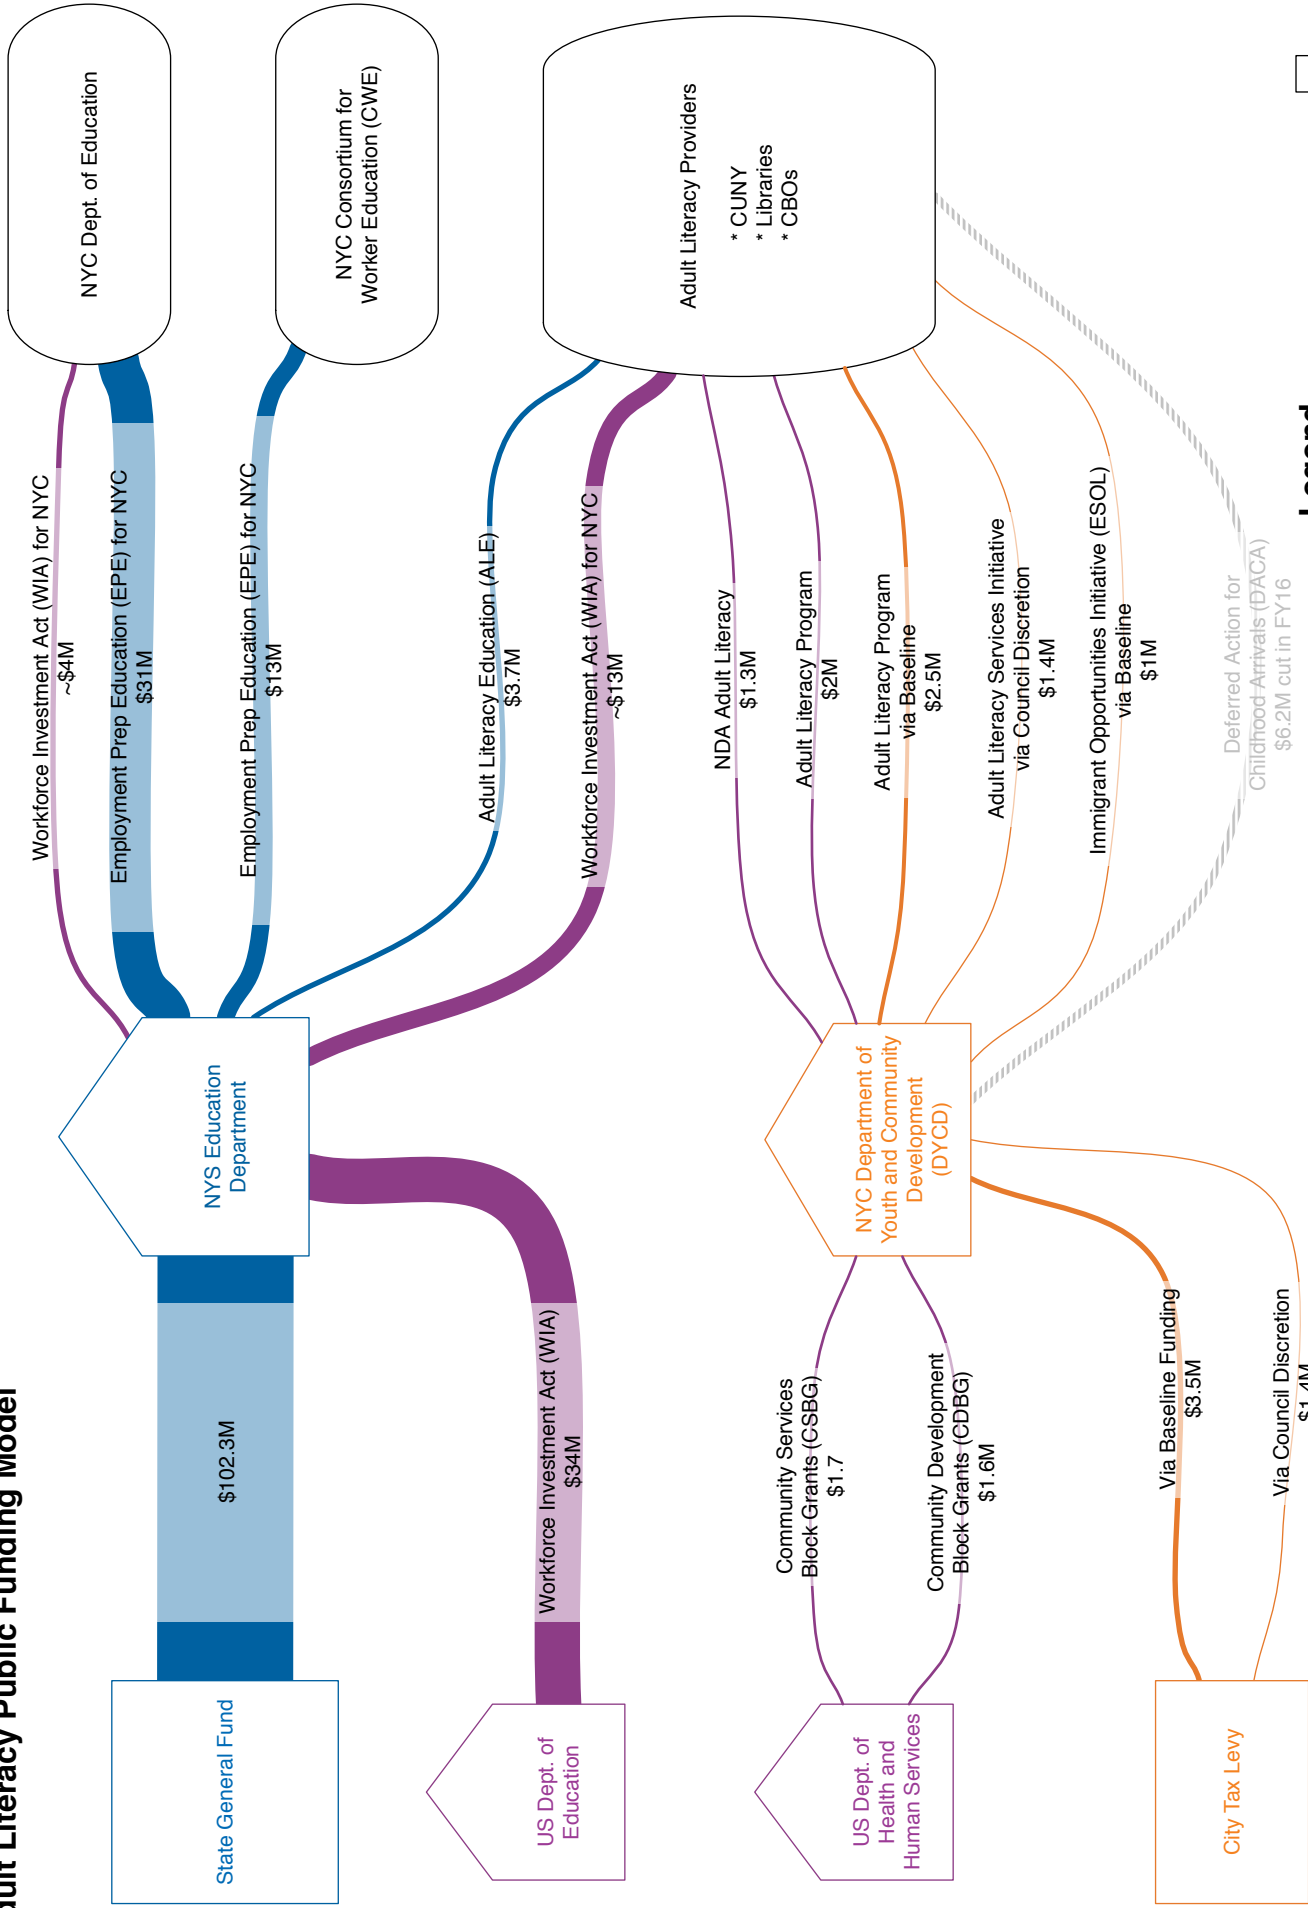 dult Literacy Public Funding Model
State General Fund
$102.3M
NYS Education
Department
US Dept. of
Education
Workforce Investment Act (WIA)
$34M
Workforce Investment Act (WIA) for NYC
~$4M
Employment Prep Education (EPE) for NYC
$31M
NYC Dept. of Education
Employment Prep Education (EPE) for NYC
$13M
NYC Consortium for
Worker Education (CWE)
Adult Literacy Education (ALE)
$3.7M
Workforce Investment Act (WIA) for NYC
~$13M
Adult Literacy Providers
* CUNY
* Libraries
* CBOs
US Dept. of
Health and
Human Services
Community Services
Block Grants (CSBG)
$1.7
Community Development
Block Grants (CDBG)
$1.6M
NYC Department of
Youth and Community
Development
(DYCD)
NDA Adult Literacy
$1.3M
Adult Literacy Program
$2M
Adult Literacy Program
via Baseline
$2.5M
Adult Literacy Services Initiative
via Council Discretion
$1.4M
Immigrant Opportunities Initiative (ESOL)
via Baseline
$1M
Deferred Action for
Childhood Arrivals (DACA)
$6.2M cut in FY16
City Tax Levy
Via Baseline Funding
$3.5M
Via Council Discretion
$1.4M
Legend